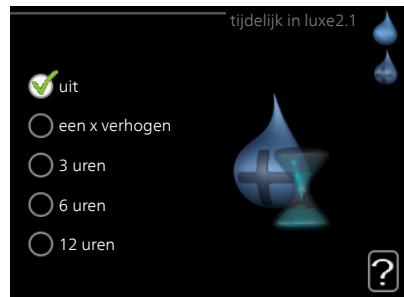 tijdelijk in luxe2.1
uit
een x verhogen
3 uren
6 uren
12 uren
?